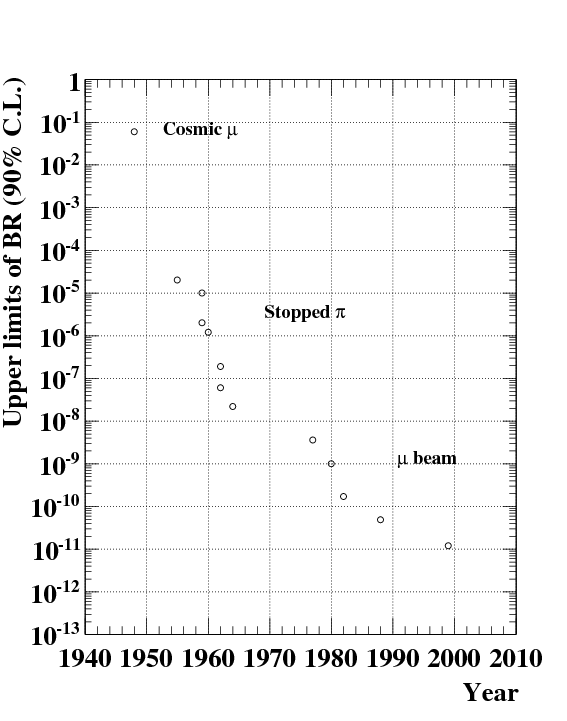 Upper limits of BR (90% C.L.)
1
10-1
10-2
10-3
10-4
10-5
10-6
10-7
10-8
10-9
10-10
10-11
10-12
10-13
Cosmic μ
Stopped π
μ beam
1940 1950 1960 1970 1980 1990 2000 2010
Year